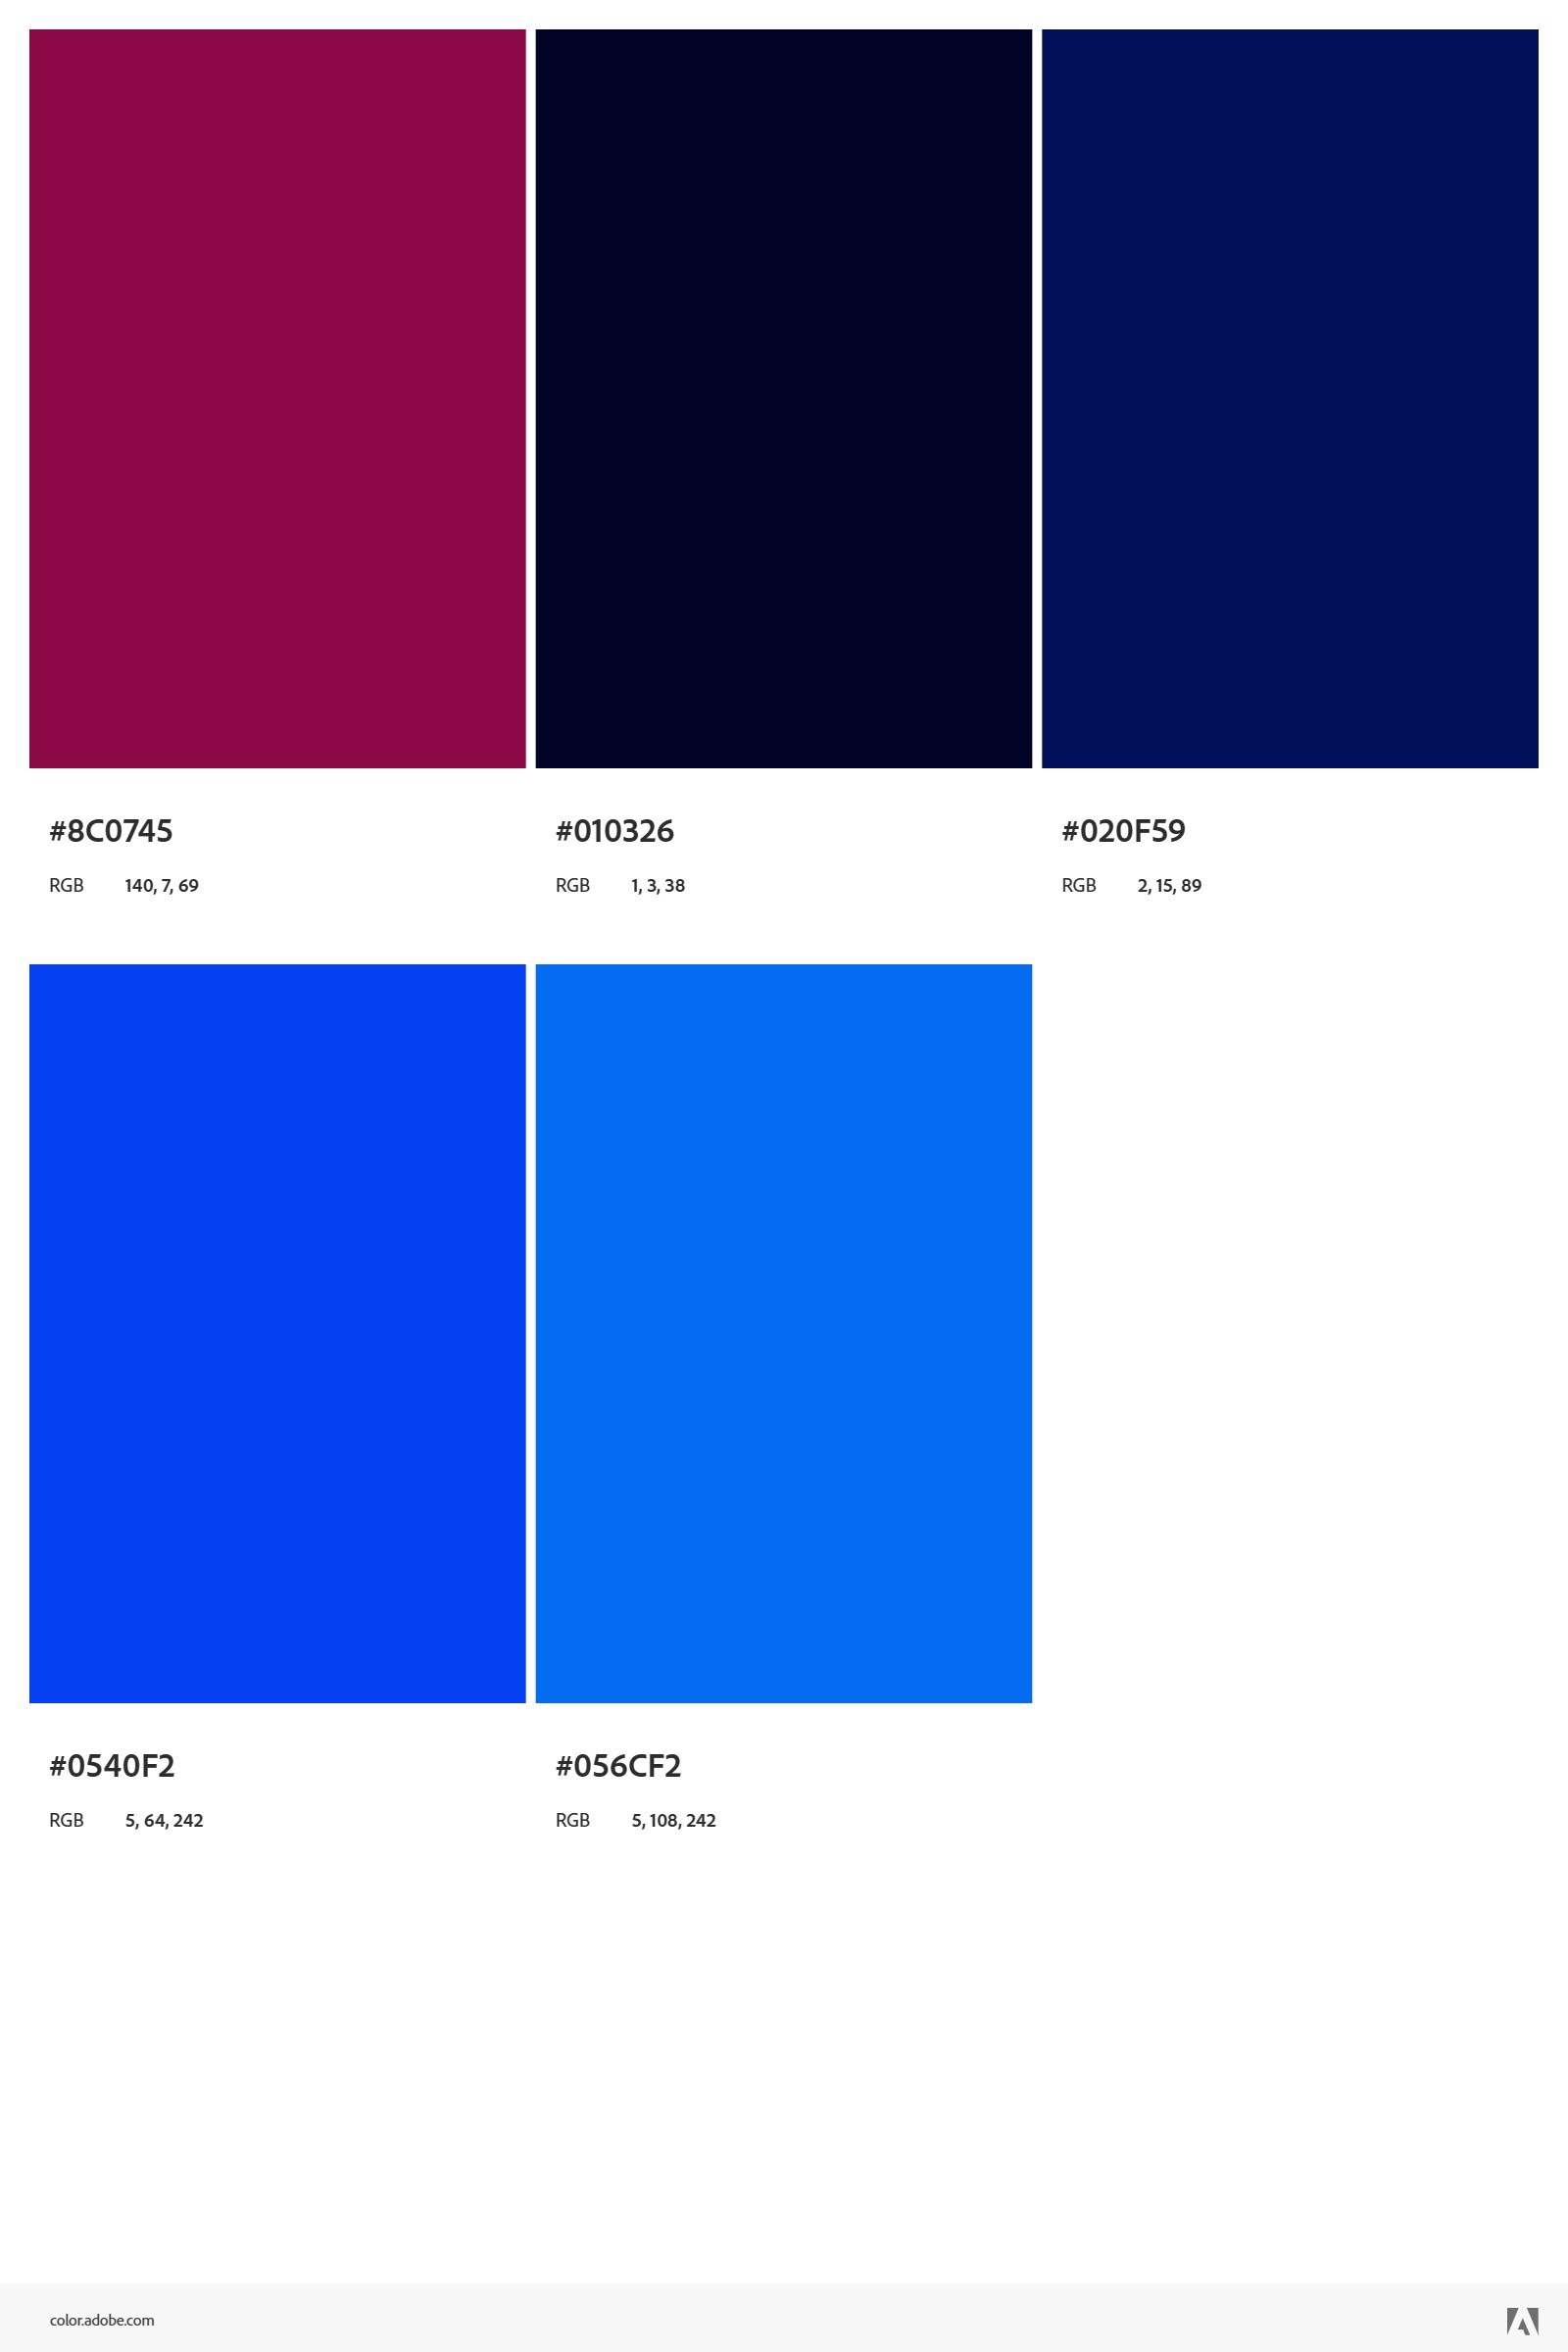 #8C0745 #010326 #020F59
RGB 140, 7, 69 RGB 1, 3, 38 RGB 2, 15, 89
#0540F2 #056CF2
RGB 5, 64, 242 RGB 5, 108, 242
color.adobe.com